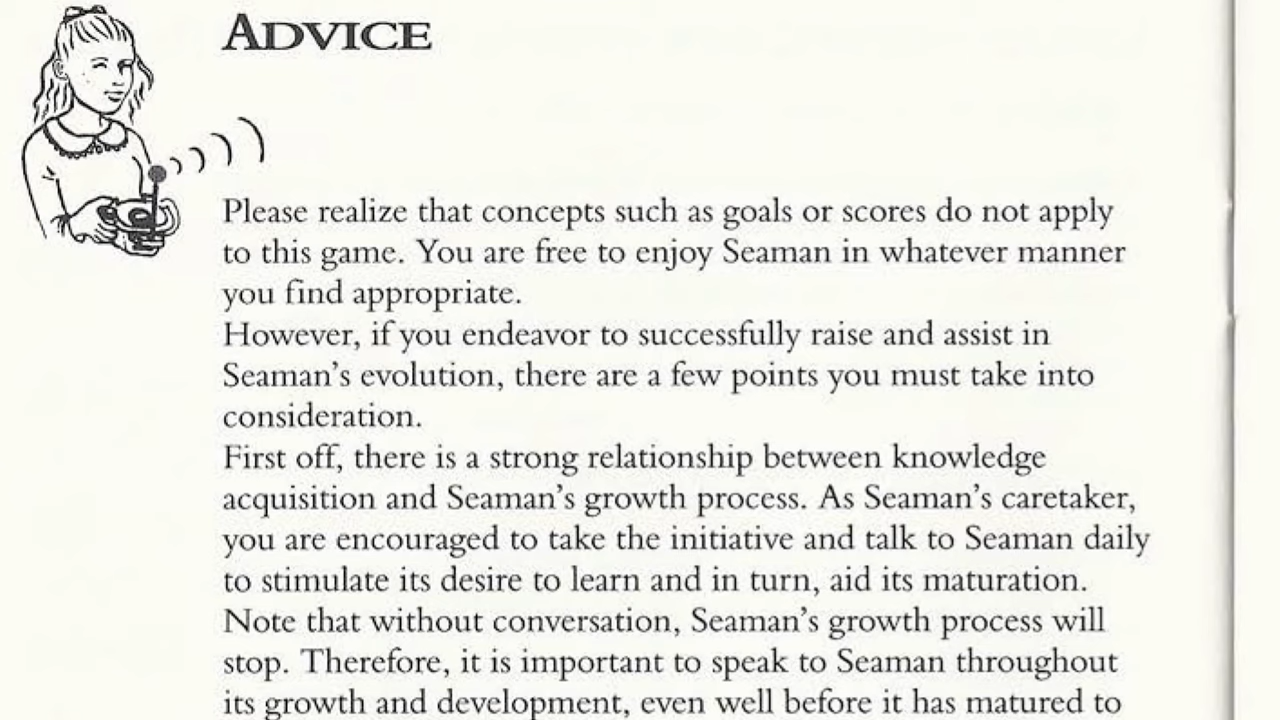 ADVICE
Please realize that concepts such as goals or scores do not apply
to this game. You are free to enjoy Seaman in whatever manner
you find appropriate.
However, if you endeavor to successfully raise and assist in
Seaman's evolution, there are a few points you must take into
consideration.
First off, there is a strong relationship between knowledge
acquisition and Seaman's growth process. As Seaman's caretaker,
you are encouraged to take the initiative and talk to Seaman daily
to stimulate its desire to learn and in turn, aid its maturation.
Note that without conversation, Seaman's growth process will
stop. Therefore, it is important to speak to Seaman throughout
its growth and development, even well before it has matured to